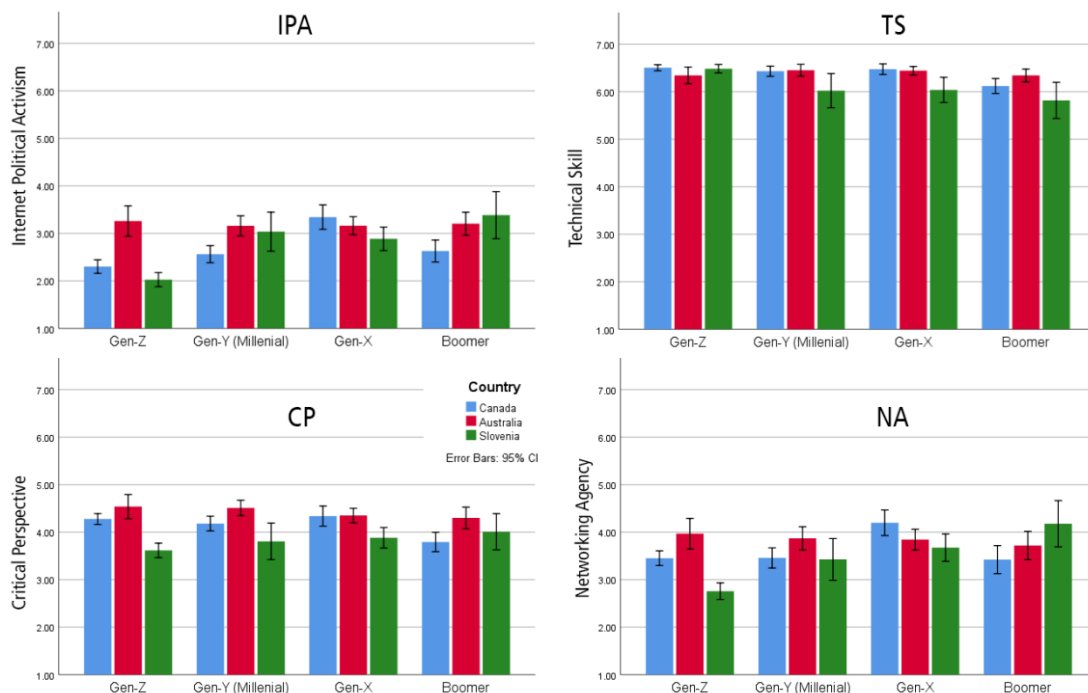 IPA
Internet Political Activism
7.00
6.00
5.00
4.00
3.00
2.00
1.00
Gen-Z Gen-Y (Millenial) Gen-X Boomer
TS
Technical Skill
7.00
6.00
5.00
4.00
3.00
2.00
1.00
Gen-Z Gen-Y (Millenial) Gen-X Boomer
CP
Critical Perspective
7.00
6.00
5.00
4.00
3.00
2.00
1.00
Gen-Z Gen-Y (Millenial) Gen-X Boomer
Country
Canada
Australia
Slovenia
Error Bars: 95% CI
NA
Networking Agency
7.00
6.00
5.00
4.00
3.00
2.00
1.00
Gen-Z Gen-Y (Millenial) Gen-X Boomer